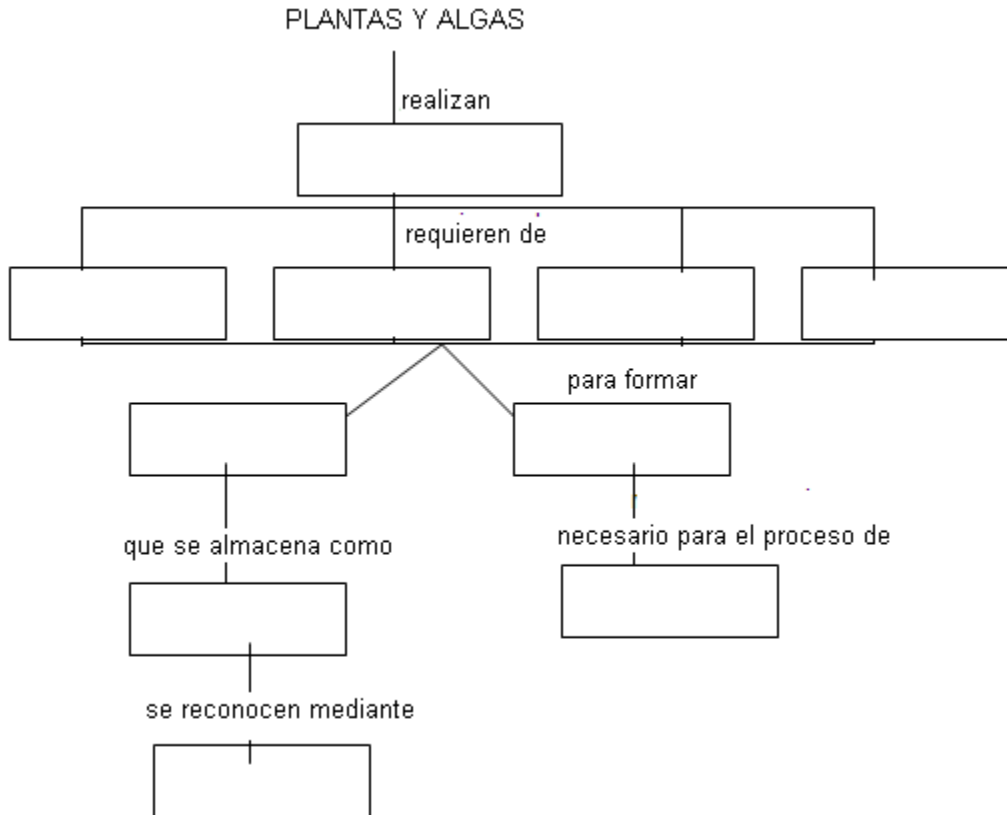 PLANTAS Y ALGAS
realizan
requieren de
para formar
que se almacena como
necesario para el proceso de
se reconocen mediante